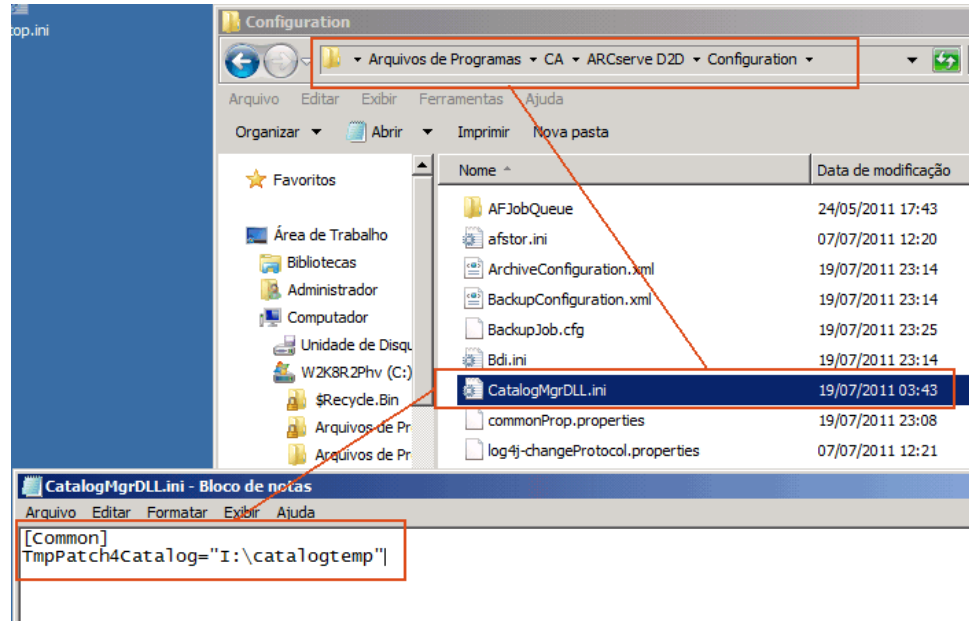 top.ini
Configuration
Arquivos de Programas CA ARCserve D2D Configuration
Arquivo Editar Exibir Ferramentas Ajuda
Organizar Abrir Imprimir Nova pasta
Favoritos
Área de Trabalho
Bibliotecas
Administrador
Computador
Unidade de Disqu
W2K8R2Phv (C:)
$Recycle.Bin
Arquivos de Pr
Arquivos de Pr
Nome Data de modificação
AFJobQueue 24/05/2011 17:43
afstor.ini 07/07/2011 12:20
ArchiveConfiguration.xml 19/07/2011 23:14
BackupConfiguration.xml 19/07/2011 23:14
BackupJob.cfg 19/07/2011 23:25
Bdi.ini 19/07/2011 23:14
CatalogMgrDLL.ini 19/07/2011 03:43
commonProp.properties 19/07/2011 23:08
log4j-changeProtocol.properties 07/07/2011 12:21
CatalogMgrDLL.ini - Bloco de notas
Arquivo Editar Formatar Exibir Ajuda
[Common]
TmpPatch4Catalog="I:\catalogtemp"